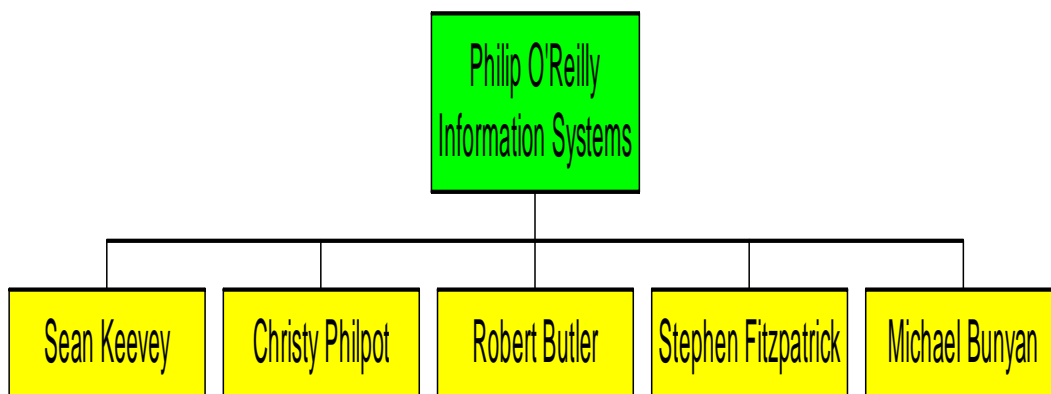 Philip O'Reilly
Information Systems
Sean Keevey
Christy Philpot
Robert Butler
Stephen Fitzpatrick
Michael Bunyan